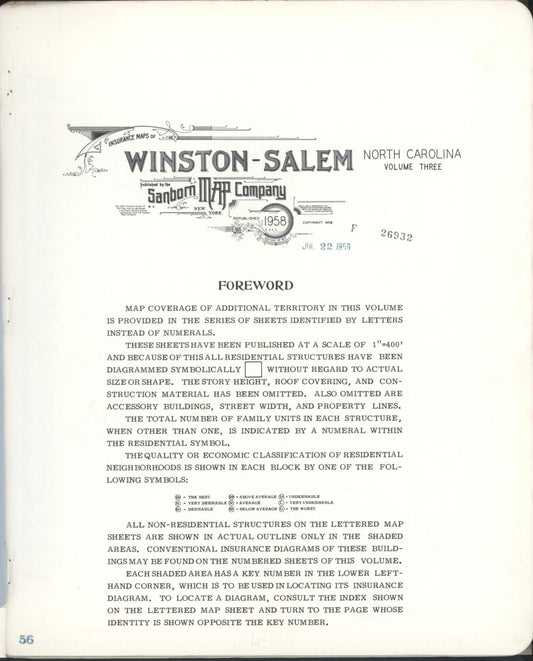 INSURANCE MAPS OF
WINSTON-SALEM
NORTH CAROLINA
VOLUME THREE
Published by the
Sanborn MAP Company
NEW YORK
REPUBLISHED
1958
COPYRIGHT 1958
JUL 22 1959
F 26932
FOREWORD
MAP COVERAGE OF ADDITIONAL TERRITORY IN THIS VOLUME
IS PROVIDED IN THE SERIES OF SHEETS IDENTIFIED BY LETTERS
INSTEAD OF NUMERALS.
THESE SHEETS HAVE BEEN PUBLISHED AT A SCALE OF 1"=400'
AND BECAUSE OF THIS ALL RESIDENTIAL STRUCTURES HAVE BEEN
DIAGRAMMED SYMBOLICALLY WITHOUT REGARD TO ACTUAL
SIZE OR SHAPE. THE STORY HEIGHT, ROOF COVERING, AND CON-
STRUCTION MATERIAL HAS BEEN OMITTED. ALSO OMITTED ARE
ACCESSORY BUILDINGS, STREET WIDTH, AND PROPERTY LINES.
THE TOTAL NUMBER OF FAMILY UNITS IN EACH STRUCTURE,
WHEN OTHER THAN ONE, IS INDICATED BY A NUMERAL WITHIN
THE RESIDENTIAL SYMBOL.
THE QUALITY OR ECONOMIC CLASSIFICATION OF RESIDENTIAL
NEIGHBORHOODS IS SHOWN IN EACH BLOCK BY ONE OF THE FOL-
LOWING SYMBOLS:
= THE BEST = ABOVE AVERAGE = UNDESIRABLE
= VERY DESIRABLE = AVERAGE = VERY UNDESIRABLE
= DESIRABLE = BELOW AVERAGE = THE WORST
ALL NON-RESIDENTIAL STRUCTURES ON THE LETTERED MAP
SHEETS ARE SHOWN IN ACTUAL OUTLINE ONLY IN THE SHADED
AREAS. CONVENTIONAL INSURANCE DIAGRAMS OF THESE BUILD-
INGS MAY BE FOUND ON THE NUMBERED SHEETS OF THIS VOLUME.
EACH SHADED AREA HAS A KEY NUMBER IN THE LOWER LEFT-
HAND CORNER, WHICH IS TO BE USED IN LOCATING ITS INSURANCE
DIAGRAM. TO LOCATE A DIAGRAM, CONSULT THE INDEX SHOWN
ON THE LETTERED MAP SHEET AND TURN TO THE PAGE WHOSE
IDENTITY IS SHOWN OPPOSITE THE KEY NUMBER.
56